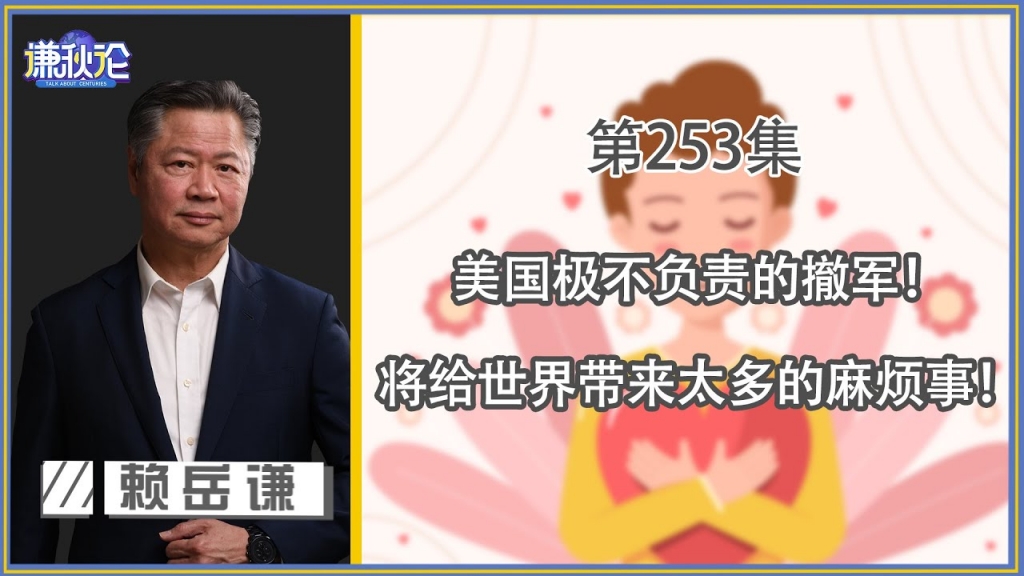 谦秋论
TALK ABOUT CENTURIES
赖岳谦
第253集
美国极不负责的撤军！
将给世界带来太多的麻烦事！